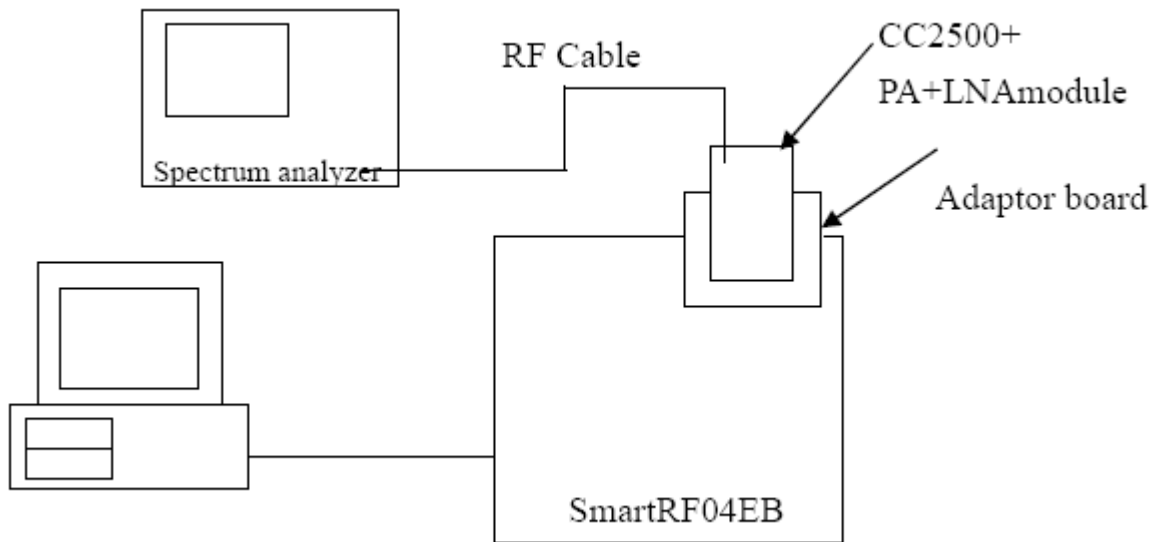 CC2500+
RF Cable
PA+LNAmodule
Spectrum analyzer
Adaptor board
SmartRF04EB